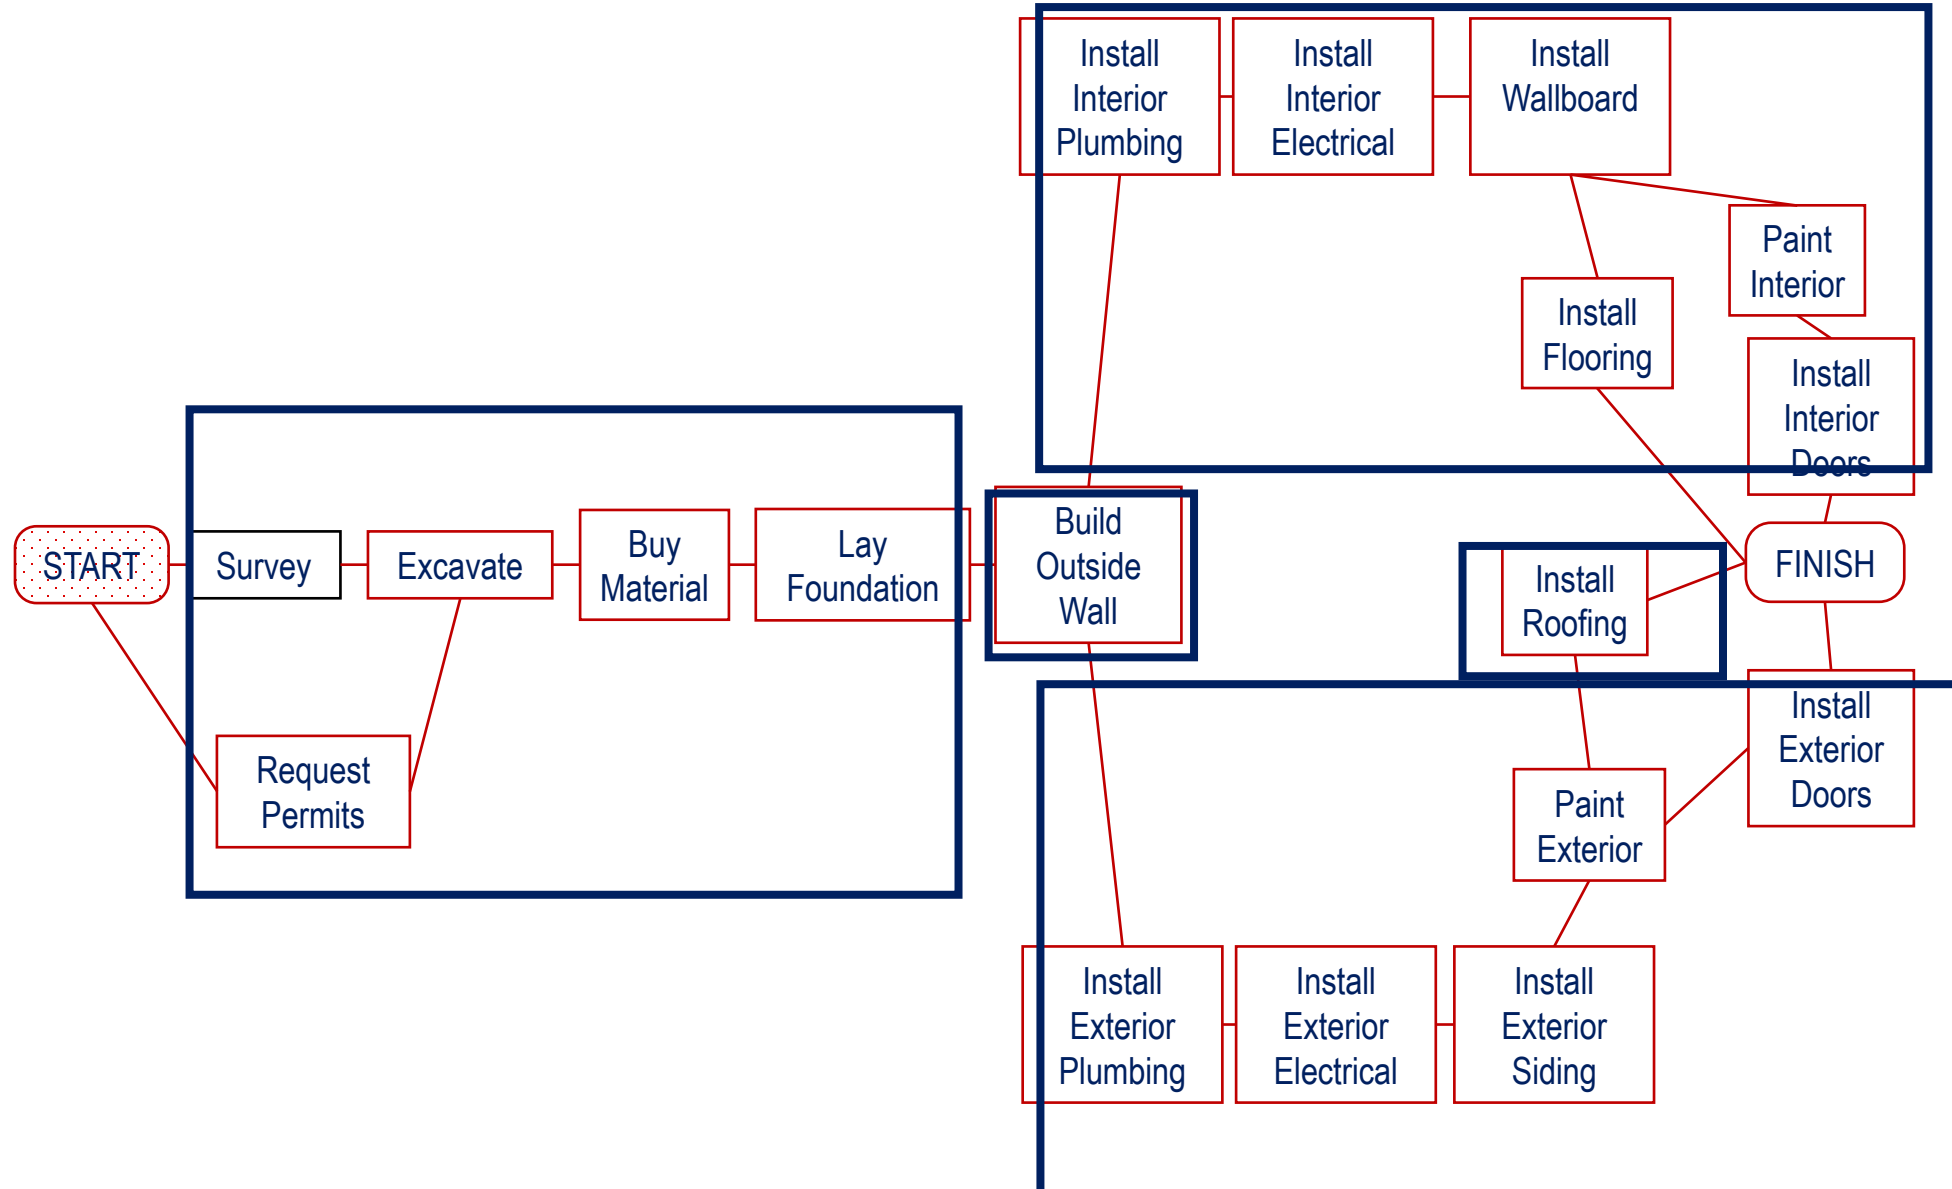 Install
Interior
Plumbing
Install
Interior
Electrical
Install
Wallboard
Paint
Interior
Install
Flooring
Install
Interior
Doors
START
Survey
Excavate
Buy
Material
Lay
Foundation
Build
Outside
Wall
Install
Roofing
FINISH
Request
Permits
Install
Exterior
Doors
Paint
Exterior
Install
Exterior
Plumbing
Install
Exterior
Electrical
Install
Exterior
Siding